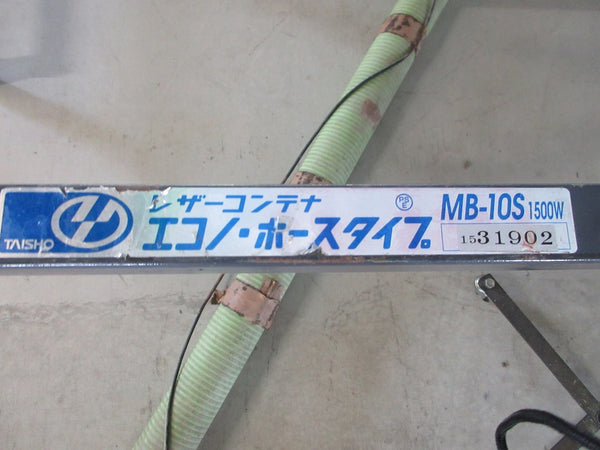 TAISHO
レザーコンテナ
エコノ・ホースタイプ
PS
E
MB-10S 1500W
1531902